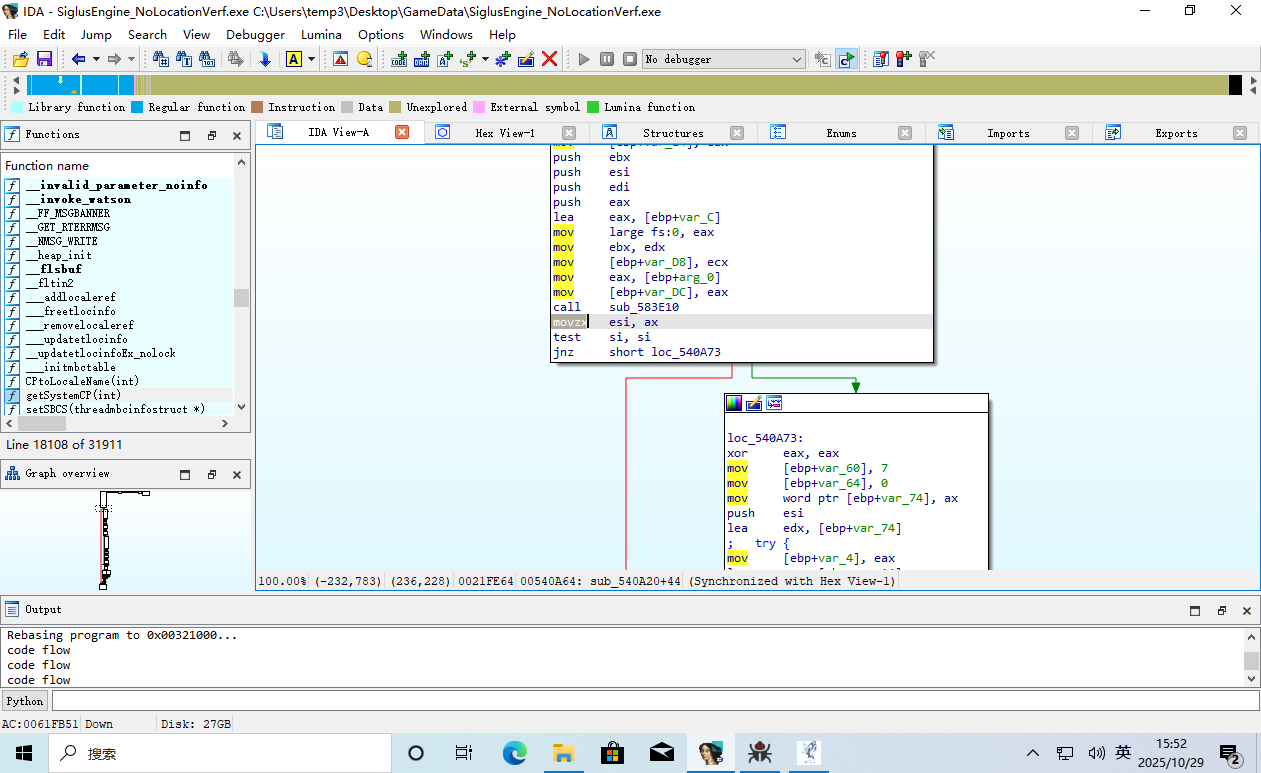 IDA - SiglusEngine_NoLocationVerf.exe C:\Users\temp3\Desktop\GameData\SiglusEngine_NoLocationVerf.exe
File Edit Jump Search View Debugger Lumina Options Windows Help
No debugger
Library function Regular function Instruction Data Unexplored External symbol Lumina function
Functions
IDA View-A Hex View-1 Structures Enums Imports Exports
Function name
__invalid_parameter_noinfo
__invoke_watson
__FF_MSGBANNER
__GET_RTERRMSG
__NMSG_WRITE
__heap_init
__flsbuf
__fltin2
___addlocaleref
___freetlocinfo
___removelocaleref
___updatetlocinfo
__updatetlocinfoEx_nolock
___initmbctable
CPtoLocaleName(int)
getSystemCP(int)
setSBCS(threadmbcinfostruct *)
Line 18108 of 31911
Graph overview
push ebx
push esi
push edi
push eax
lea eax, [ebp+var_C]
mov large fs:0, eax
mov ebx, edx
mov [ebp+var_D8], ecx
mov eax, [ebp+arg_0]
mov [ebp+var_DC], eax
call sub_583E10
movzx esi, ax
test si, si
jnz short loc_540A73
loc_540A73:
xor eax, eax
mov [ebp+var_60], 7
mov [ebp+var_64], 0
mov word ptr [ebp+var_74], ax
push esi
lea edx, [ebp+var_74]
; try {
mov [ebp+var_4], eax
100.00% (-232,783) (236,228) 0021FE64 00540A64: sub_540A20+44 (Synchronized with Hex View-1)
Output
Rebasing program to 0x00321000...
code flow
code flow
code flow
Python
AC:0061FB51 Down Disk: 27GB
搜索
英
15:52
2025/10/29
2